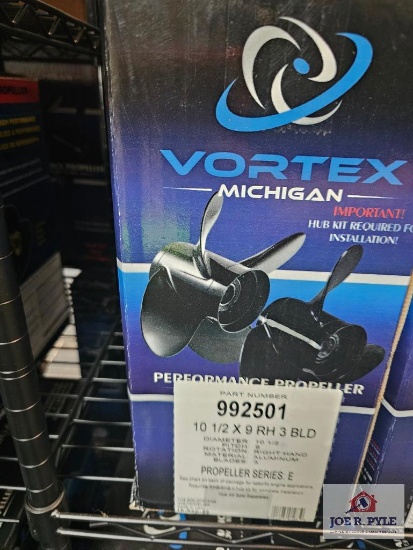 VORTEX
MICHIGAN
IMPORTANT!
HUB KIT REQUIRED FO
INSTALLATION!
PERFORMANCE PROPELLER
PART NUMBER
992501
10 1/2 X 9 RH 3 BLD
DIAMETER: 10 1/2
PITCH: 9
ROTATION: RIGHT HAND
MATERIAL: ALUMINUM
BLADES: 3
PROPELLER SERIES: E
JOE R. PYLE